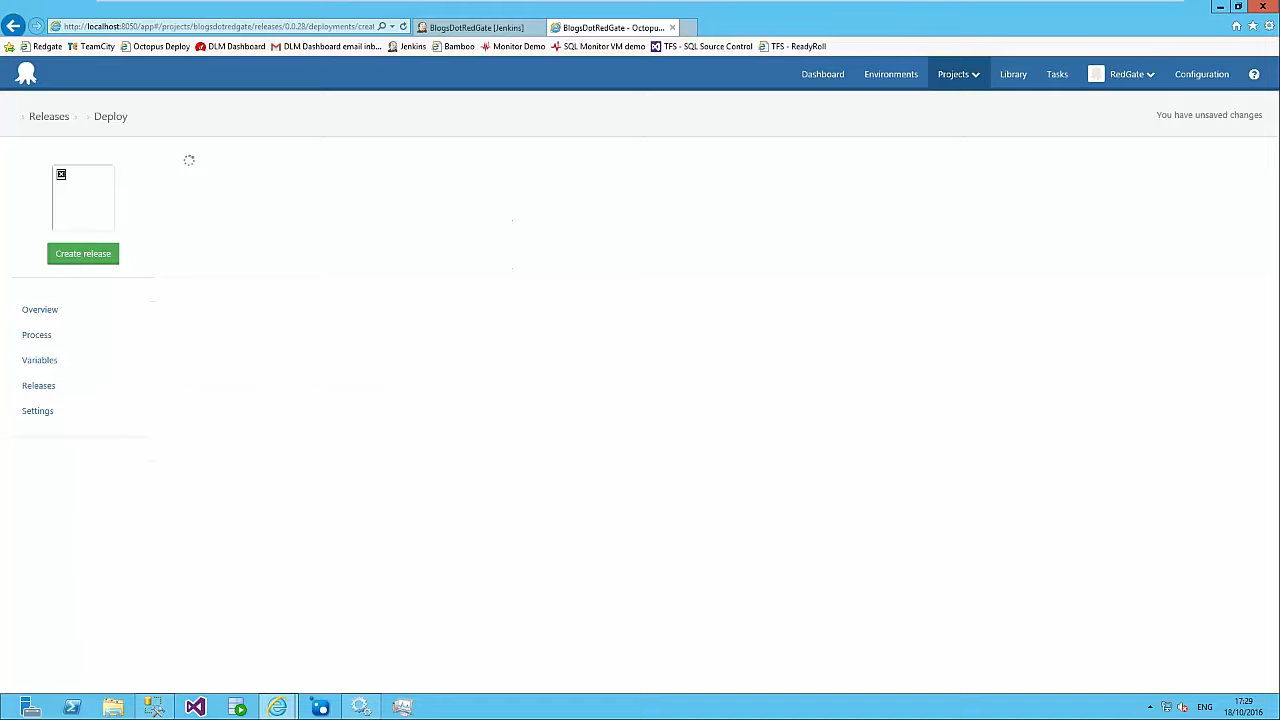 http://localhost:8050/app#/projects/blogsdotredgate/releases/0.0.28/deployments/creat
BlogsDotRedGate [Jenkins]
BlogsDotRedGate - Octopu...
Redgate
TeamCity
Octopus Deploy
DLM Dashboard
DLM Dashboard email inb...
Jenkins
Bamboo
Monitor Demo
SQL Monitor VM demo
TFS - SQL Source Control
TFS - ReadyRoll
Dashboard
Environments
Projects
Library
Tasks
RedGate
Configuration
Releases
Deploy
You have unsaved changes
Create release
Overview
Process
Variables
Releases
Settings
ENG
17:29
18/10/2016